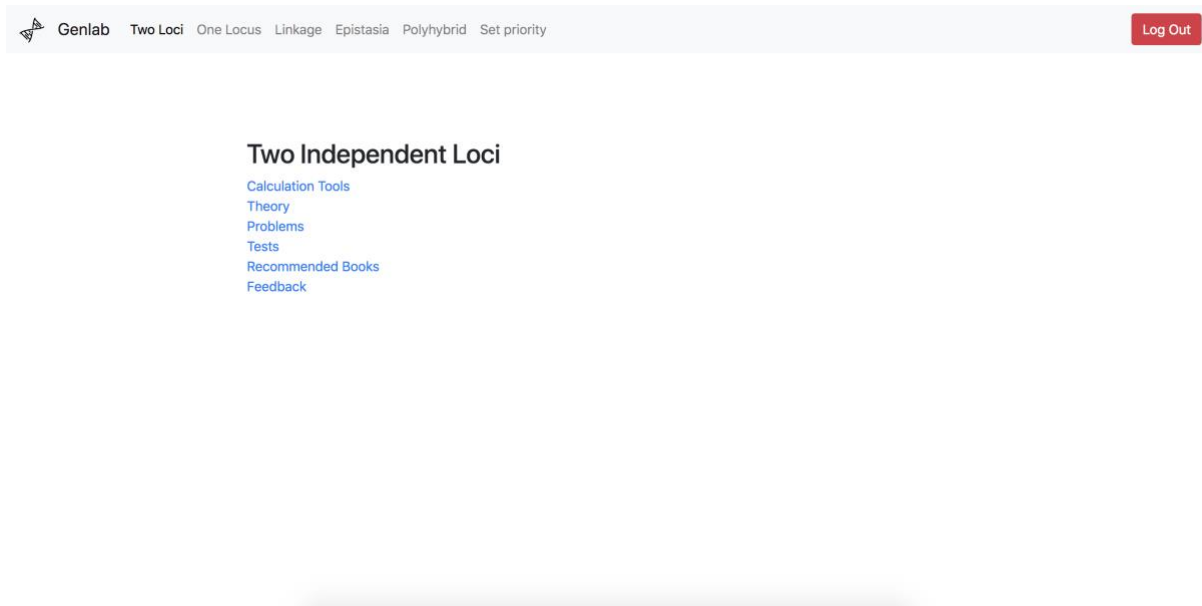 Genlab Two Loci One Locus Linkage Epistasia Polyhybrid Set priority Log Out
Two Independent Loci
Calculation Tools
Theory
Problems
Tests
Recommended Books
Feedback